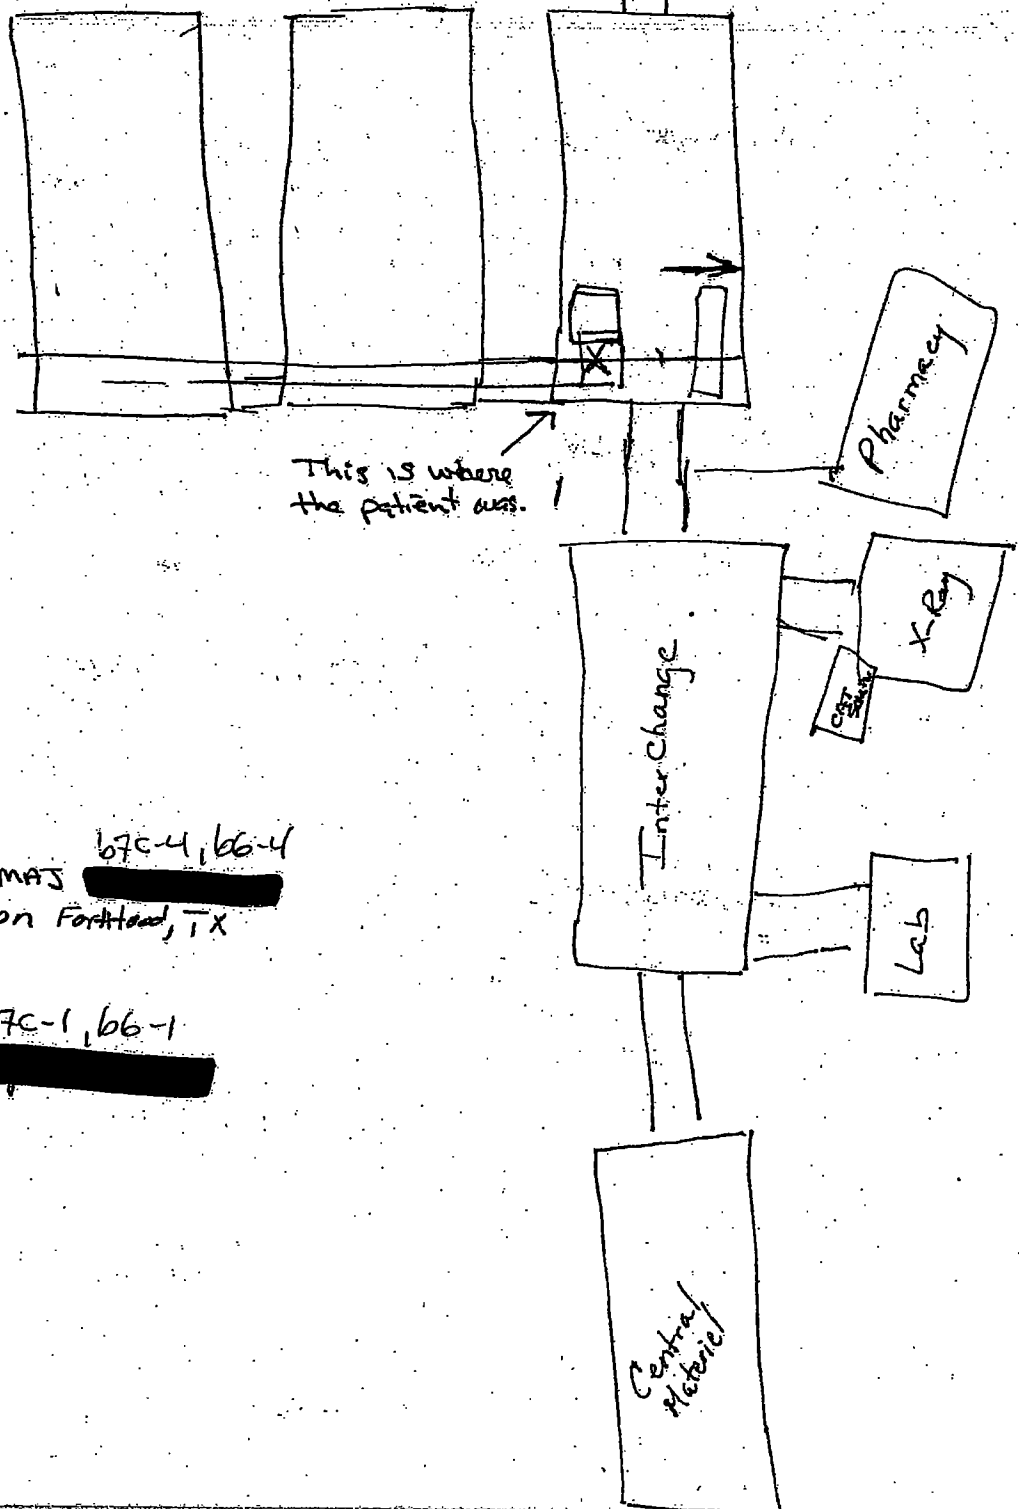 Pharmacy
This is where
the patient was.
X-Ray
CAT
Scan
Inter Change
b7c-4, b6-4
MAJ
on Fort Hood, TX
Lab
7c-1, b6-1
Central
Materiel